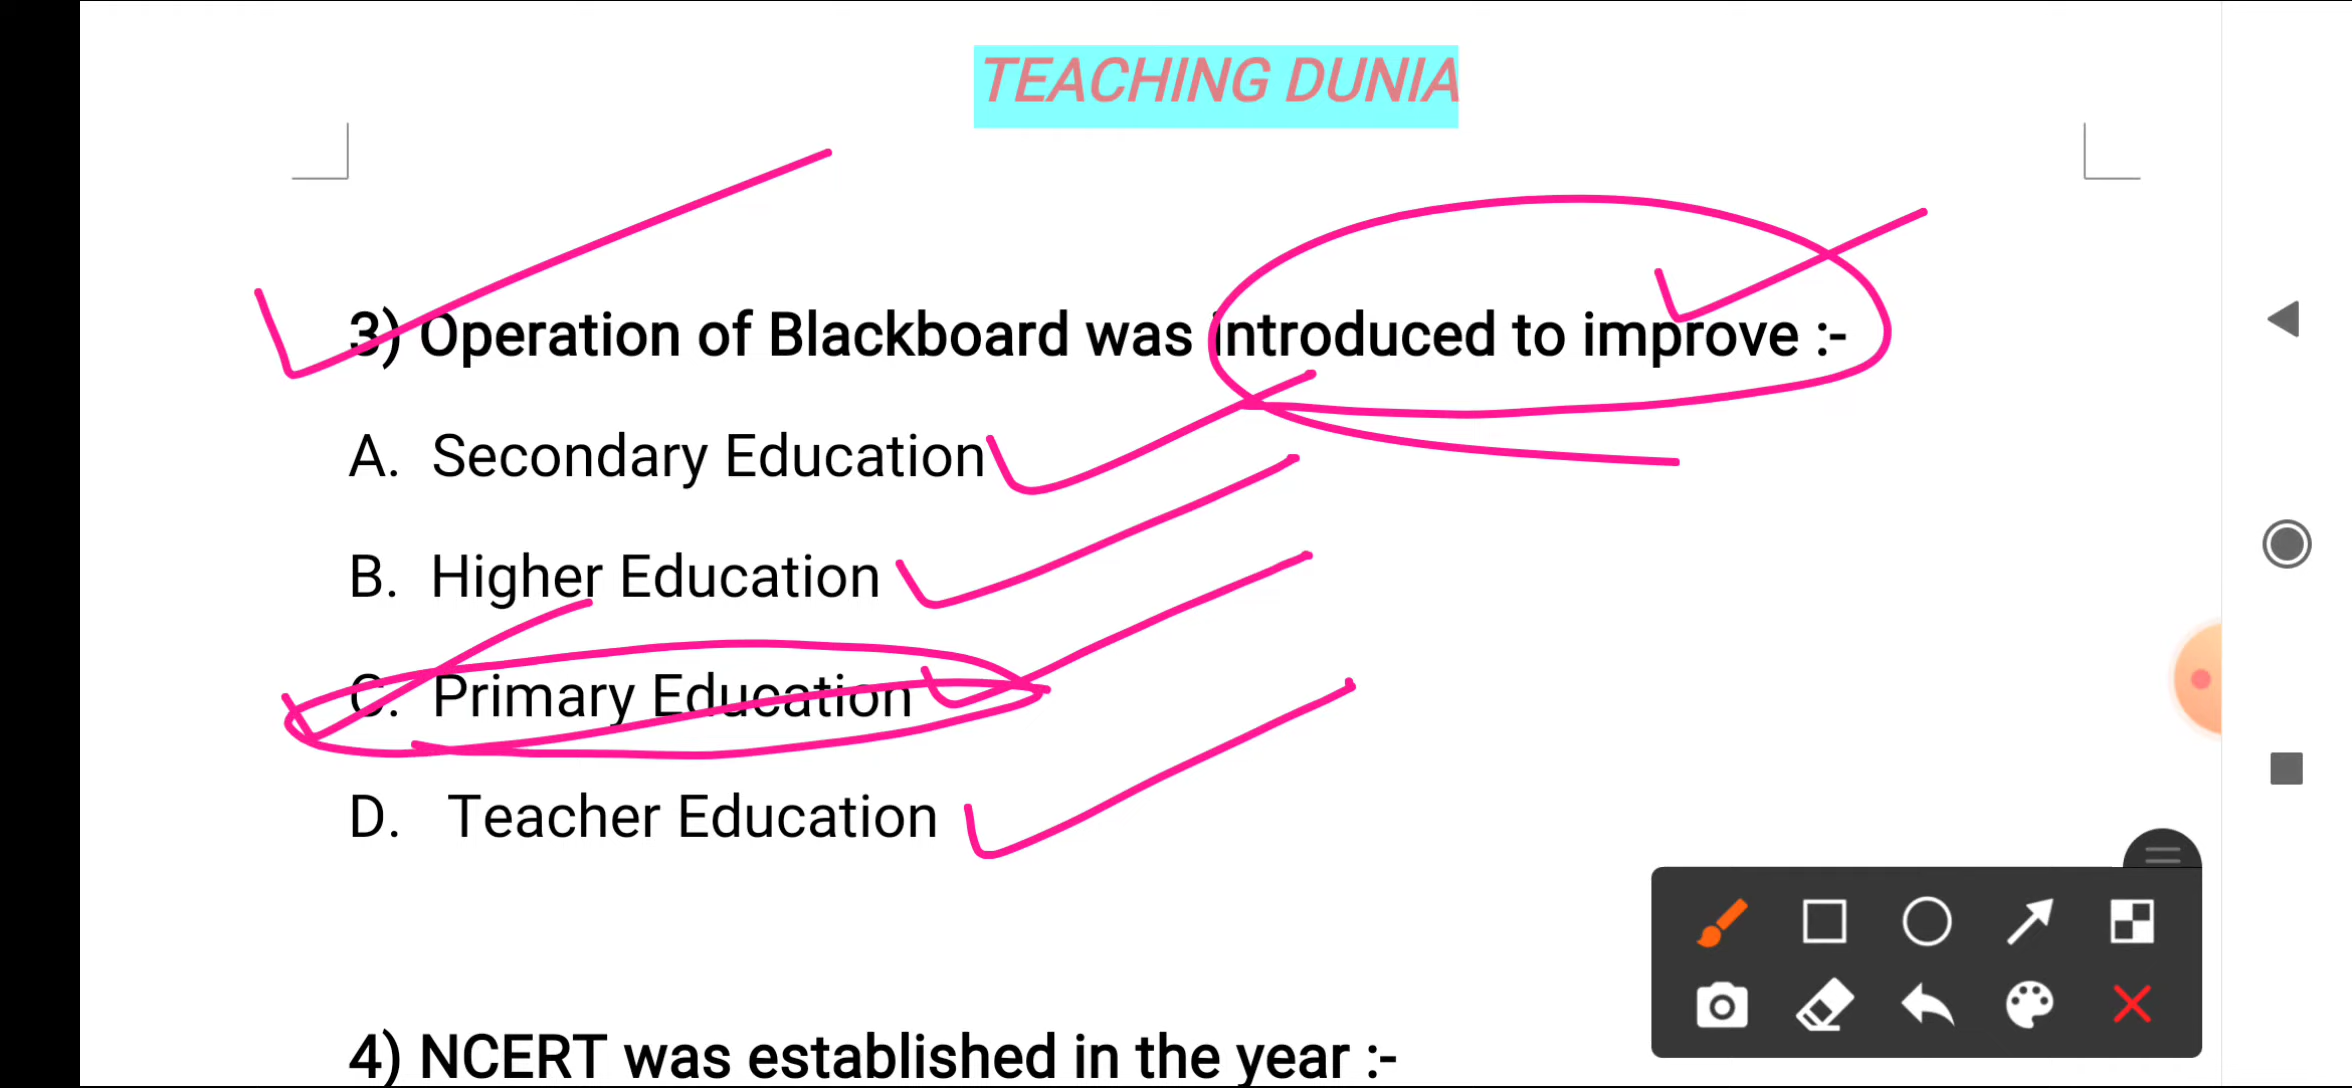 TEACHING DUNIA
3) Operation of Blackboard was introduced to improve :-
A. Secondary Education
B. Higher Education
C. Primary Education
D. Teacher Education
4) NCERT was established in the year :-